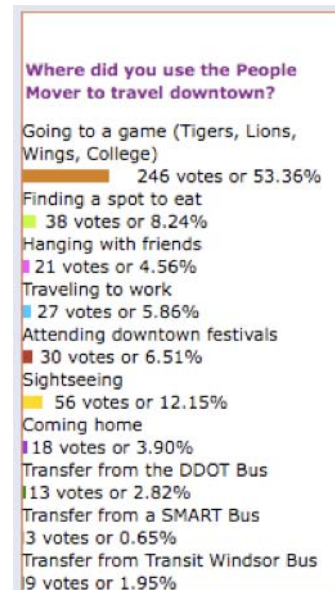 Where did you use the People
Mover to travel downtown?
Going to a game (Tigers, Lions,
Wings, College)
246 votes or 53.36%
Finding a spot to eat
38 votes or 8.24%
Hanging with friends
21 votes or 4.56%
Traveling to work
27 votes or 5.86%
Attending downtown festivals
30 votes or 6.51%
Sightseeing
56 votes or 12.15%
Coming home
18 votes or 3.90%
Transfer from the DDOT Bus
13 votes or 2.82%
Transfer from a SMART Bus
3 votes or 0.65%
Transfer from Transit Windsor Bus
9 votes or 1.95%